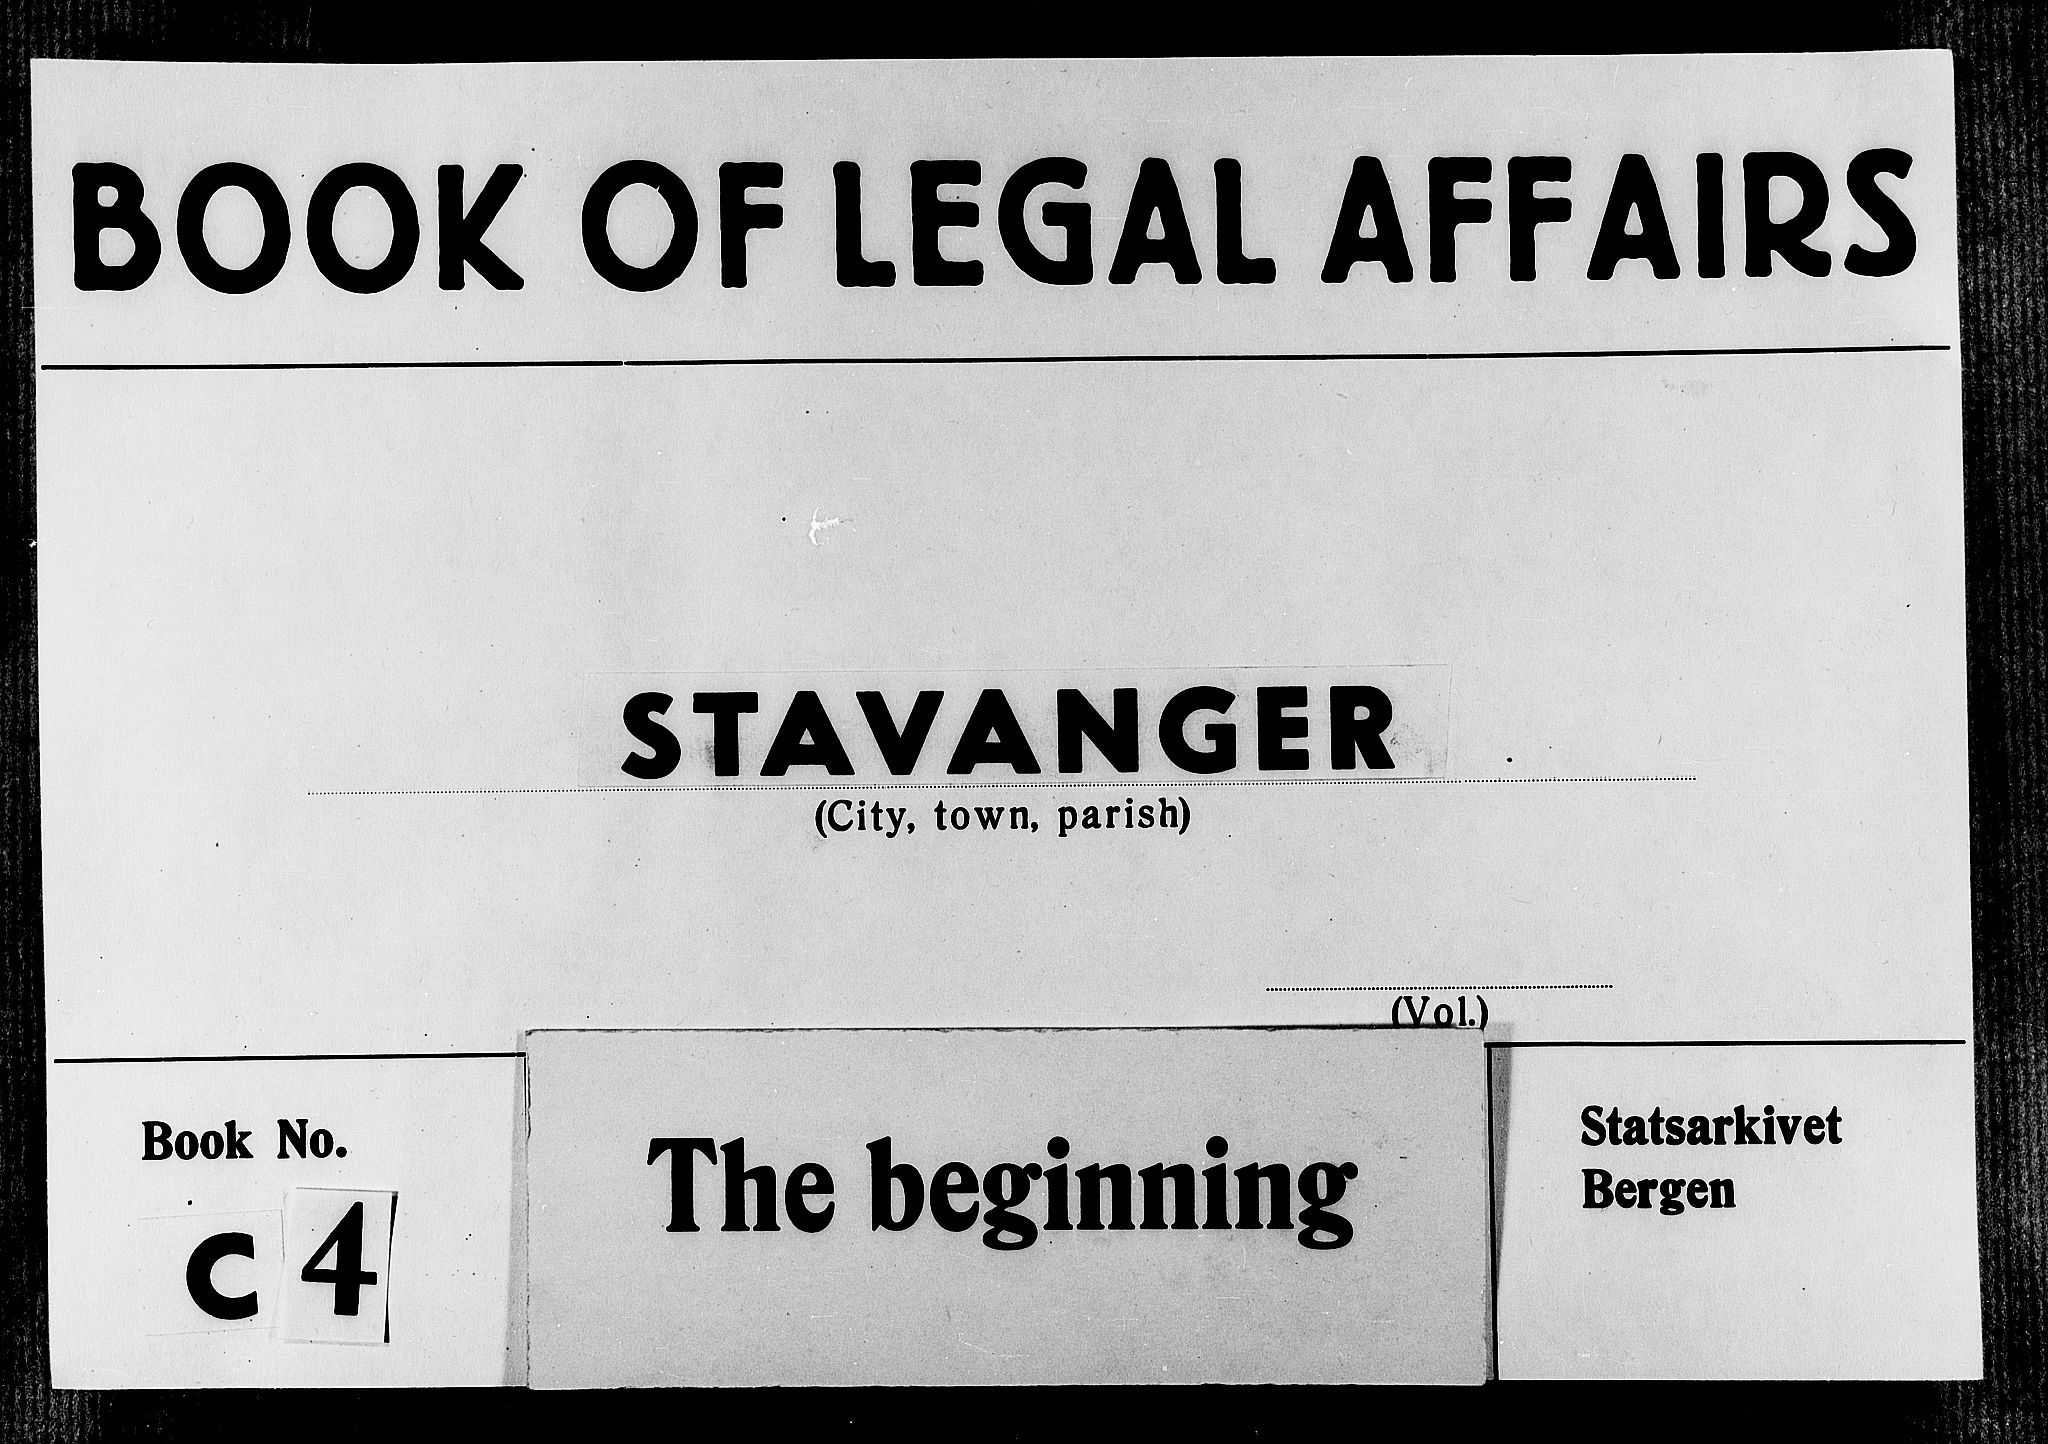 BOOK OF LEGAL AFFAIRS
STAVANGER
(City, town, parish)
(Vol.)
Book No.
C 4
The beginning
Statsarkivet
Bergen